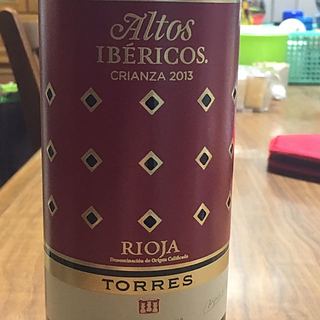 Altos
IBÉRICOS.
CRIANZA 2013
RIOJA
Denominación de Origen Calificada
TORRES